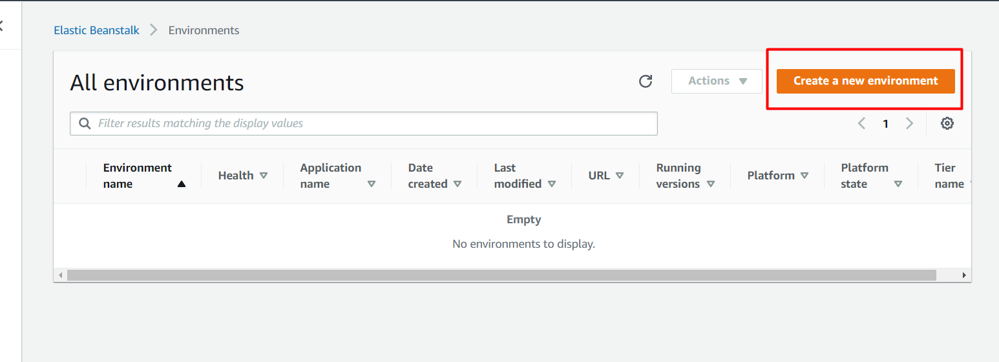 Elastic Beanstalk > Environments
All environments
Actions
Create a new environment
Filter results matching the display values
1
Environment name
Health
Application name
Date created
Last modified
URL
Running versions
Platform
Platform state
Tier name
Empty
No environments to display.